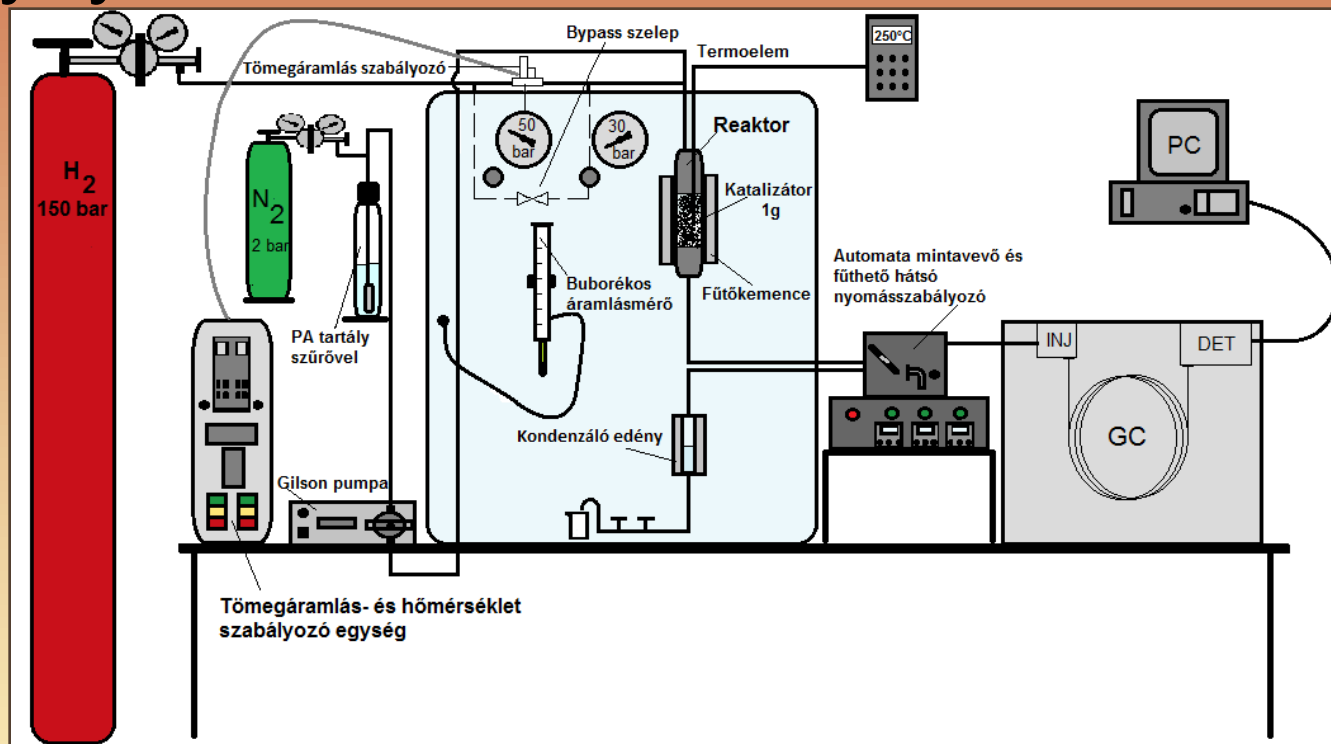 Bypass szelep
Termoelem
250°C
Tömegáramlás szabályozó
50
bar
30
bar
Reaktor
PC
H2
150 bar
N2
2 bar
Katalizátor
1g
Automata mintavevő és
fűthető hátsó
nyomásszabályozó
Buborékos
áramlásmérő
Fűtőkemence
PA tartály
szűrővel
INJ
DET
GC
Kondenzáló edény
Gilson pumpa
Tömegáramlás- és hőmérséklet
szabályozó egység